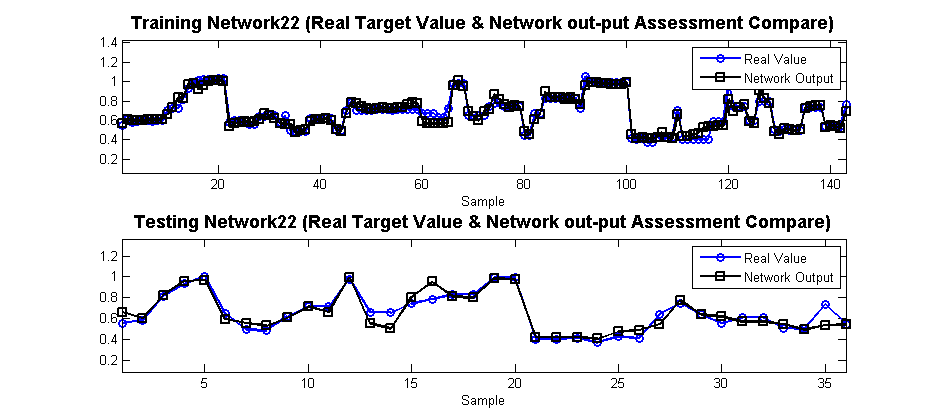 Training Network22 (Real Target Value & Network out-put Assessment Compare)
1.4
1.2
1
0.8
0.6
0.4
0.2
Real Value
Network Output
20 40 60 80 100 120 140
Sample
Testing Network22 (Real Target Value & Network out-put Assessment Compare)
1.2
1
0.8
0.6
0.4
0.2
Real Value
Network Output
5 10 15 20 25 30 35
Sample